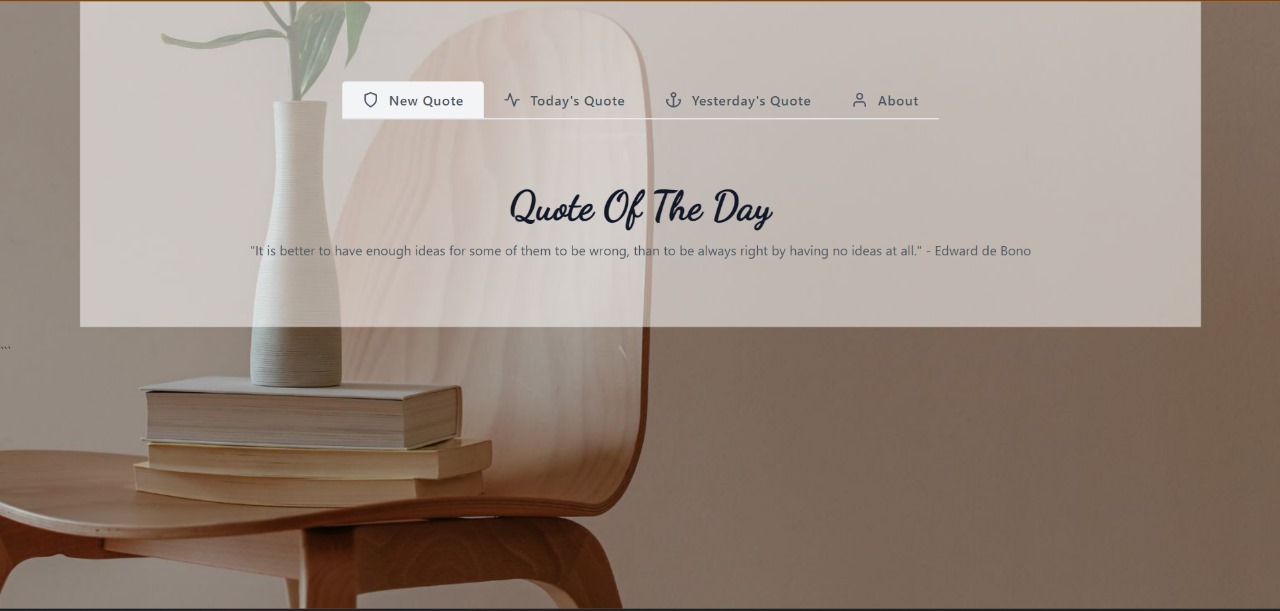 New Quote
Today's Quote
Yesterday's Quote
About
Quote Of The Day
"It is better to have enough ideas for some of them to be wrong, than to be always right by having no ideas at all." - Edward de Bono
```